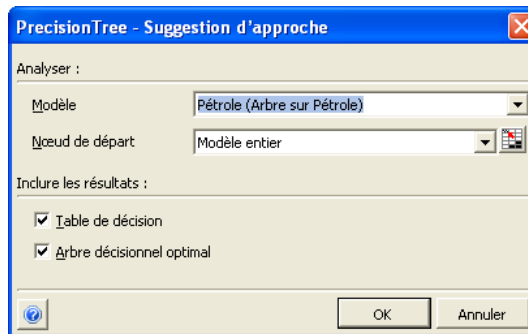 PrecisionTree - Suggestion d'approche
Analyser :
Modèle Pétrole (Arbre sur Pétrole)
Nœud de départ Modèle entier
Inclure les résultats :
Table de décision
Arbre décisionnel optimal
OK Annuler